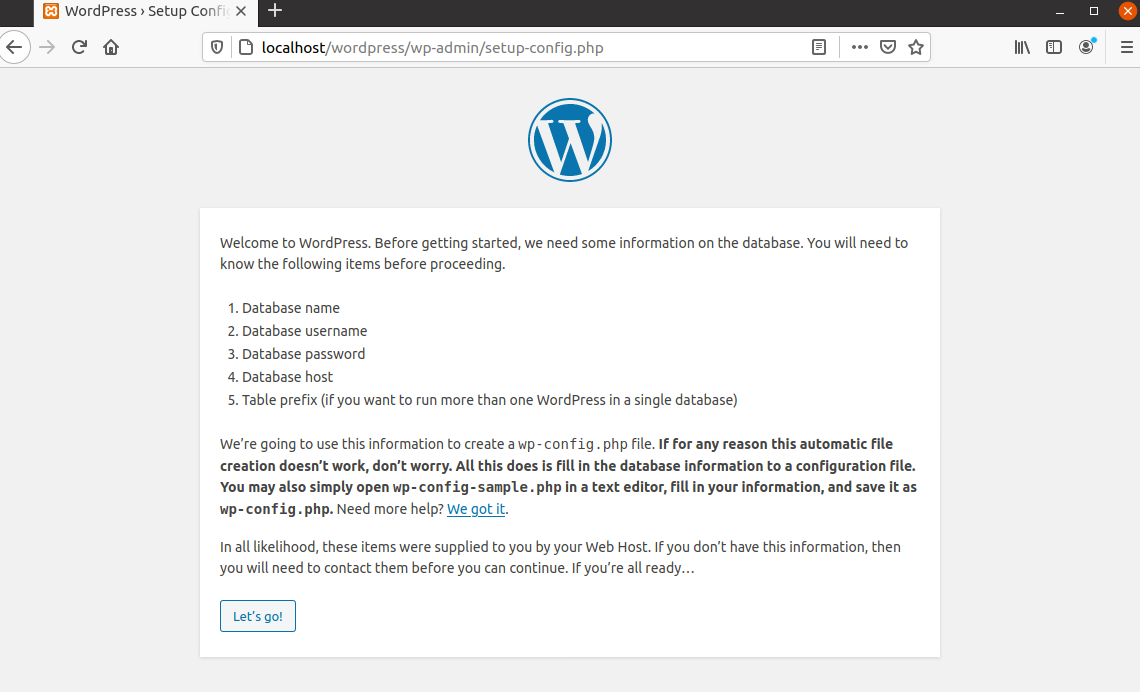 WordPress › Setup Config
localhost/wordpress/wp-admin/setup-config.php
Welcome to WordPress. Before getting started, we need some information on the database. You will need to
know the following items before proceeding.
1. Database name
2. Database username
3. Database password
4. Database host
5. Table prefix (if you want to run more than one WordPress in a single database)
We’re going to use this information to create a wp-config.php file. If for any reason this automatic file
creation doesn’t work, don’t worry. All this does is fill in the database information to a configuration file.
You may also simply open wp-config-sample.php in a text editor, fill in your information, and save it as
wp-config.php. Need more help? We got it.
In all likelihood, these items were supplied to you by your Web Host. If you don’t have this information, then
you will need to contact them before you can continue. If you’re all ready…
Let’s go!